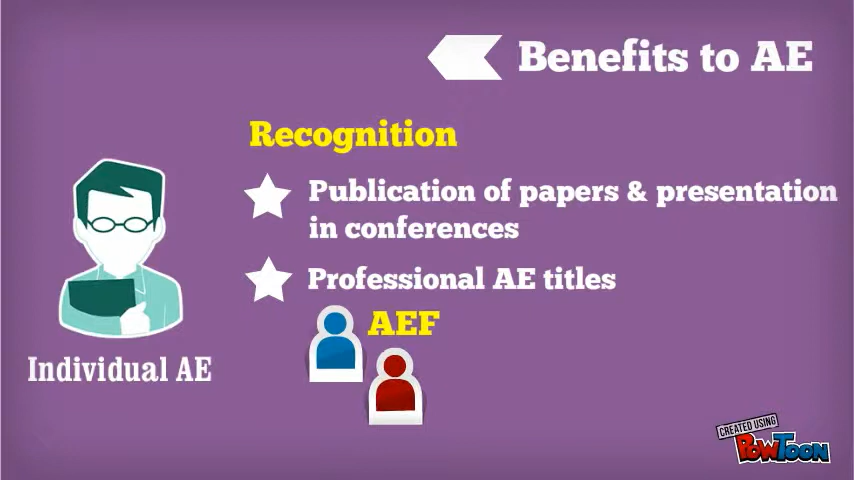 Benefits to AE
Recognition
Publication of papers & presentation
in conferences
Professional AE titles
AEF
Individual AE
CREATED USING
PowToon